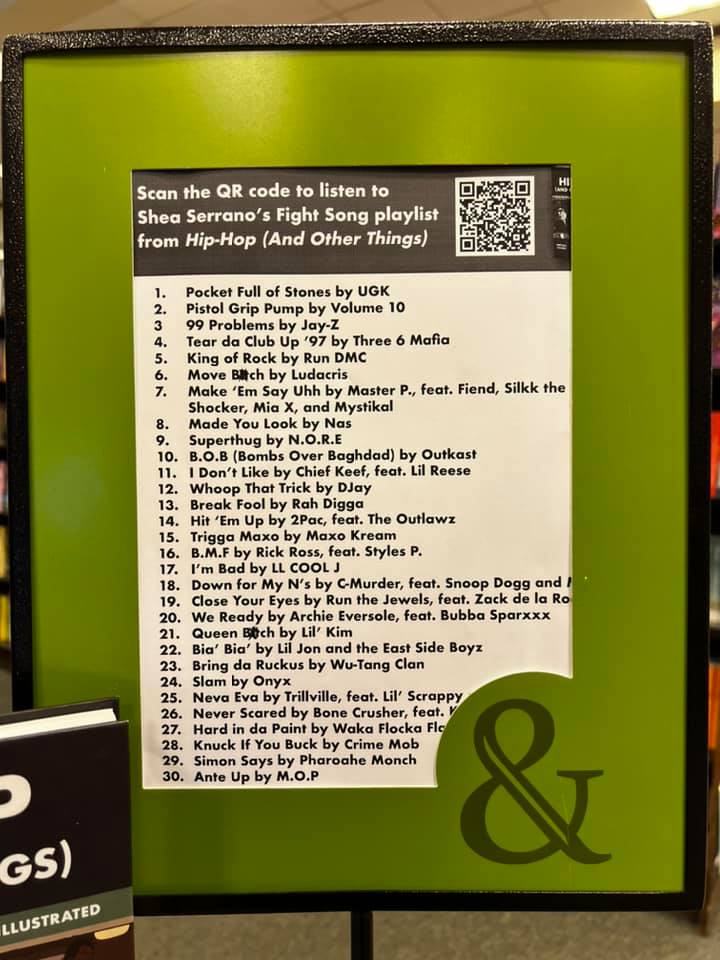 Scan the QR code to listen to
Shea Serrano's Fight Song playlist
from Hip-Hop (And Other Things)
HI
1. Pocket Full of Stones by UGK
2. Pistol Grip Pump by Volume 10
3 99 Problems by Jay-Z
4. Tear da Club Up '97 by Three 6 Mafia
5. King of Rock by Run DMC
6. Move B tch by Ludacris
7. Make 'Em Say Uhh by Master P., feat. Fiend, Silkk the
Shocker, Mia X, and Mystikal
8. Made You Look by Nas
9. Superthug by N.O.R.E
10. B.O.B (Bombs Over Baghdad) by Outkast
11. I Don't Like by Chief Keef, feat. Lil Reese
12. Whoop That Trick by DJay
13. Break Fool by Rah Digga
14. Hit 'Em Up by 2Pac, feat. The Outlawz
15. Trigga Maxo by Maxo Kream
16. B.M.F by Rick Ross, feat. Styles P.
17. I'm Bad by LL COOL J
18. Down for My N's by C-Murder, feat. Snoop Dogg and
19. Close Your Eyes by Run the Jewels, feat. Zack de la Ro
20. We Ready by Archie Eversole, feat. Bubba Sparxxx
21. Queen B tch by Lil' Kim
22. Bia' Bia' by Lil Jon and the East Side Boyz
23. Bring da Ruckus by Wu-Tang Clan
24. Slam by Onyx
25. Neva Eva by Trillville, feat. Lil' Scrappy
26. Never Scared by Bone Crusher, feat.
27. Hard in da Paint by Waka Flocka Fla
28. Knuck If You Buck by Crime Mob
29. Simon Says by Pharoahe Monch
30. Ante Up by M.O.P
&
P
GS)
ILLUSTRATED